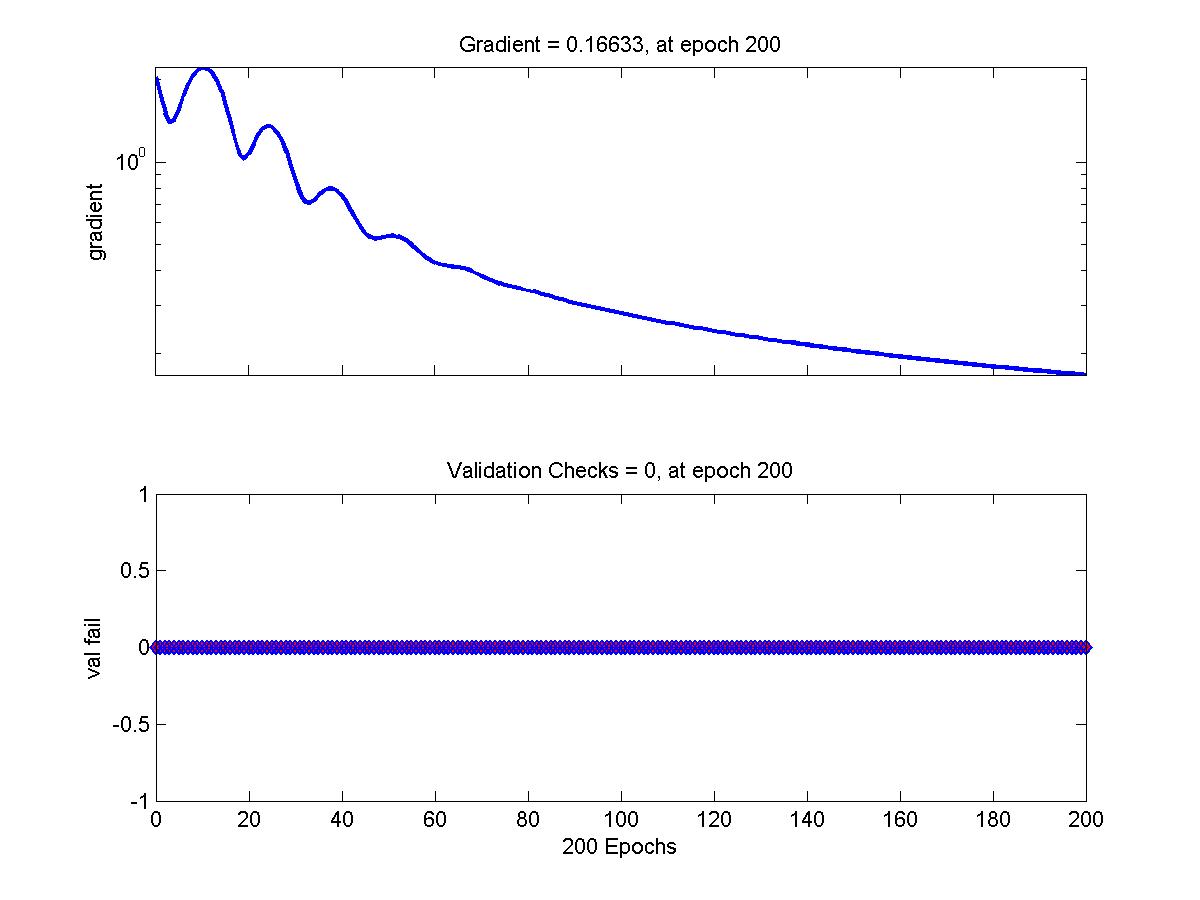 Gradient = 0.16633, at epoch 200
10^0
gradient
Validation Checks = 0, at epoch 200
1
0.5
0
-0.5
-1
val fail
0 20 40 60 80 100 120 140 160 180 200
200 Epochs